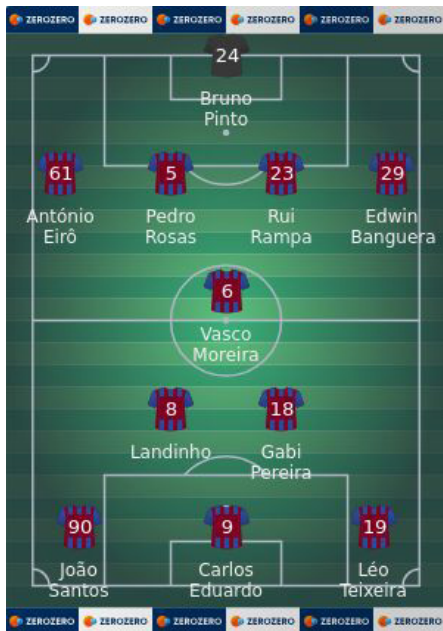 ZEROZERO ZEROZERO ZEROZERO ZEROZERO ZEROZERO ZEROZERO
24
Bruno
Pinto
61 5 23 29
António Pedro Rui Edwin
Eirô Rosas Rampa Banguera
6
Vasco
Moreira
8 18
Landinho Gabi
Pereira
90 9 19
João Carlos Léo
Santos Eduardo Teixeira
ZEROZERO ZEROZERO ZEROZERO ZEROZERO ZEROZERO ZEROZERO